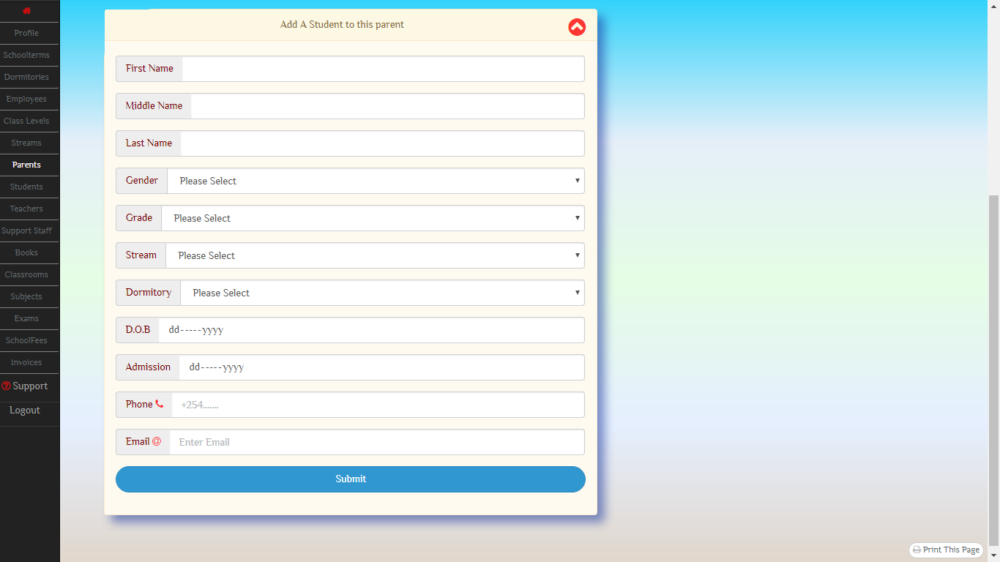 Profile
Schoolterms
Dormitories
Employees
Class Levels
Streams
Parents
Students
Teachers
Support Staff
Books
Classrooms
Subjects
Exams
SchoolFees
Invoices
Support
Logout
Add A Student to this parent
First Name
Middle Name
Last Name
Gender Please Select
Grade Please Select
Stream Please Select
Dormitory Please Select
D.O.B dd-----yyyy
Admission dd-----yyyy
Phone +254.......
Email @ Enter Email
Submit
Print This Page